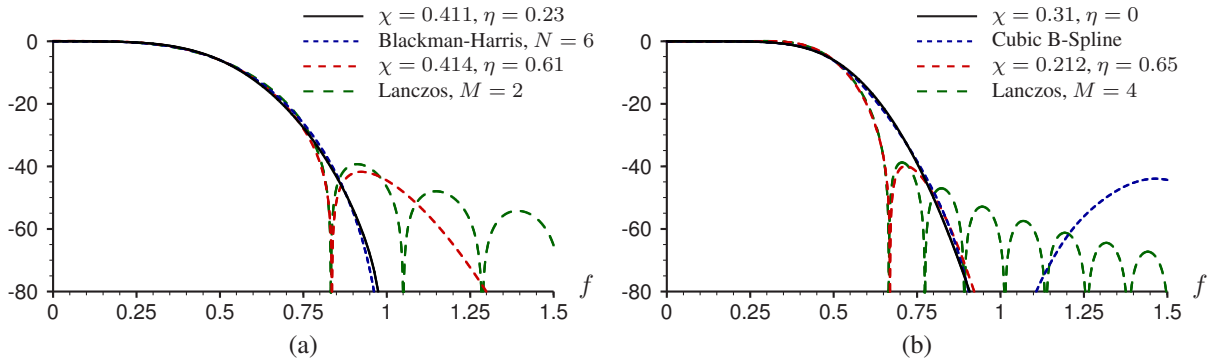 χ = 0.411, η = 0.23
Blackman-Harris, N = 6
χ = 0.414, η = 0.61
Lanczos, M = 2
0
-20
-40
-60
-80
0 0.25 0.5 0.75 1 1.25 1.5
f
(a)
χ = 0.31, η = 0
Cubic B-Spline
χ = 0.212, η = 0.65
Lanczos, M = 4
0
-20
-40
-60
-80
0 0.25 0.5 0.75 1 1.25 1.5
f
(b)